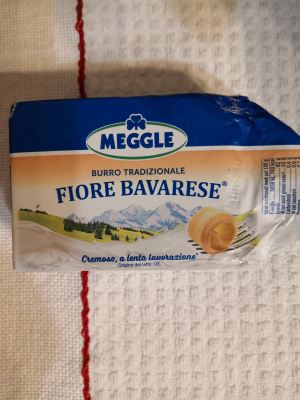 MEGGLE
BURRO TRADIZIONALE
FIORE BAVARESE®
Cremoso, a lenta lavorazione
Origine del latte: UE.